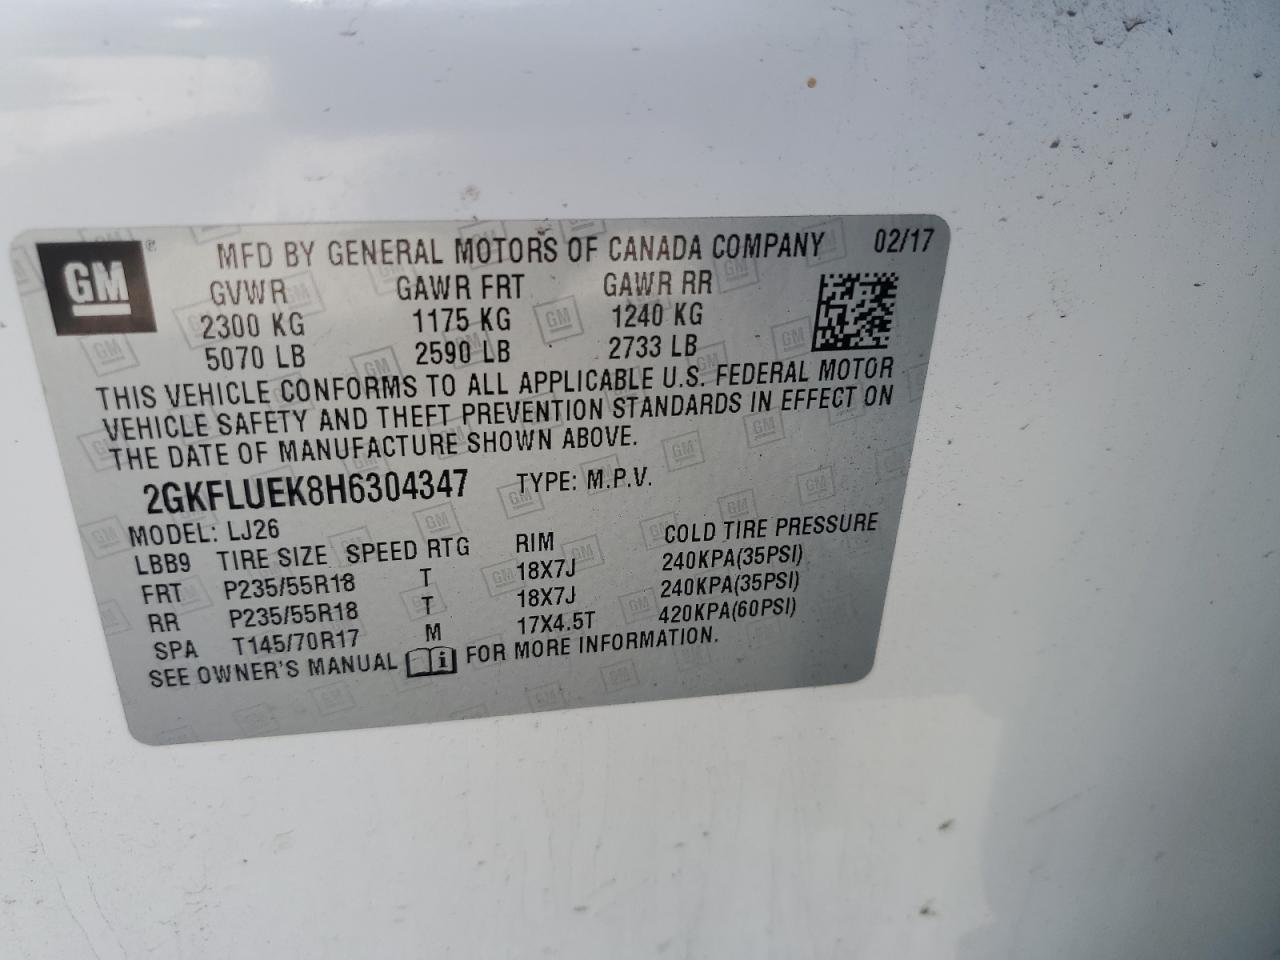 GM ® MFD BY GENERAL MOTORS OF CANADA COMPANY 02/17
GVWR GAWR FRT GAWR RR
2300 KG 1175 KG 1240 KG
5070 LB 2590 LB 2733 LB
THIS VEHICLE CONFORMS TO ALL APPLICABLE U.S. FEDERAL MOTOR
VEHICLE SAFETY AND THEFT PREVENTION STANDARDS IN EFFECT ON
THE DATE OF MANUFACTURE SHOWN ABOVE.
2GKFLUEK8H6304347 TYPE: M.P.V.
MODEL: LJ26
LBB9 TIRE SIZE SPEED RTG RIM COLD TIRE PRESSURE
FRT P235/55R18 T 18X7J 240KPA(35PSI)
RR P235/55R18 T 18X7J 240KPA(35PSI)
SPA T145/70R17 M 17X4.5T 420KPA(60PSI)
SEE OWNER'S MANUAL FOR MORE INFORMATION.